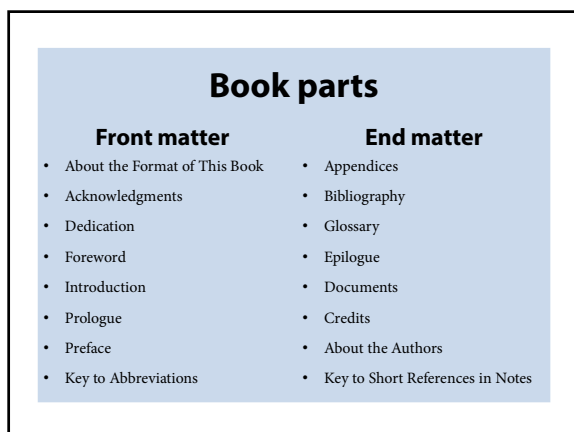 Book parts
Front matter
• About the Format of This Book
• Acknowledgments
• Dedication
• Foreword
• Introduction
• Prologue
• Preface
• Key to Abbreviations
End matter
• Appendices
• Bibliography
• Glossary
• Epilogue
• Documents
• Credits
• About the Authors
• Key to Short References in Notes